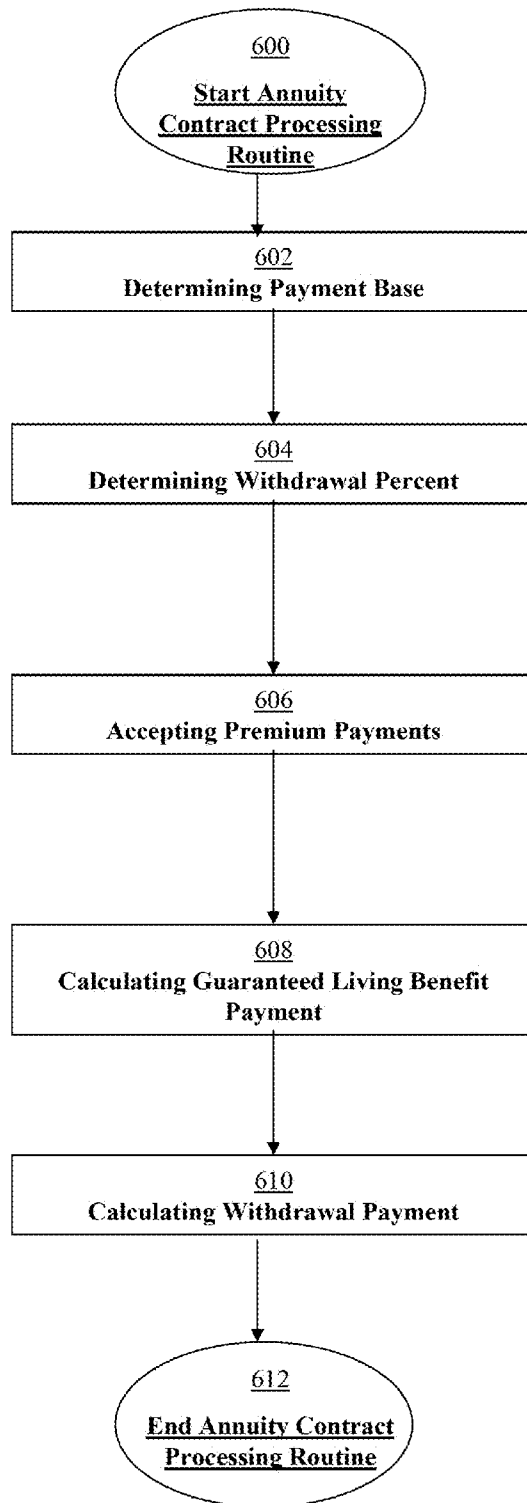 600
Start Annuity
Contract Processing
Routine
602
Determining Payment Base
604
Determining Withdrawal Percent
606
Accepting Premium Payments
608
Calculating Guaranteed Living Benefit
Payment
610
Calculating Withdrawal Payment
612
End Annuity Contract
Processing Routine